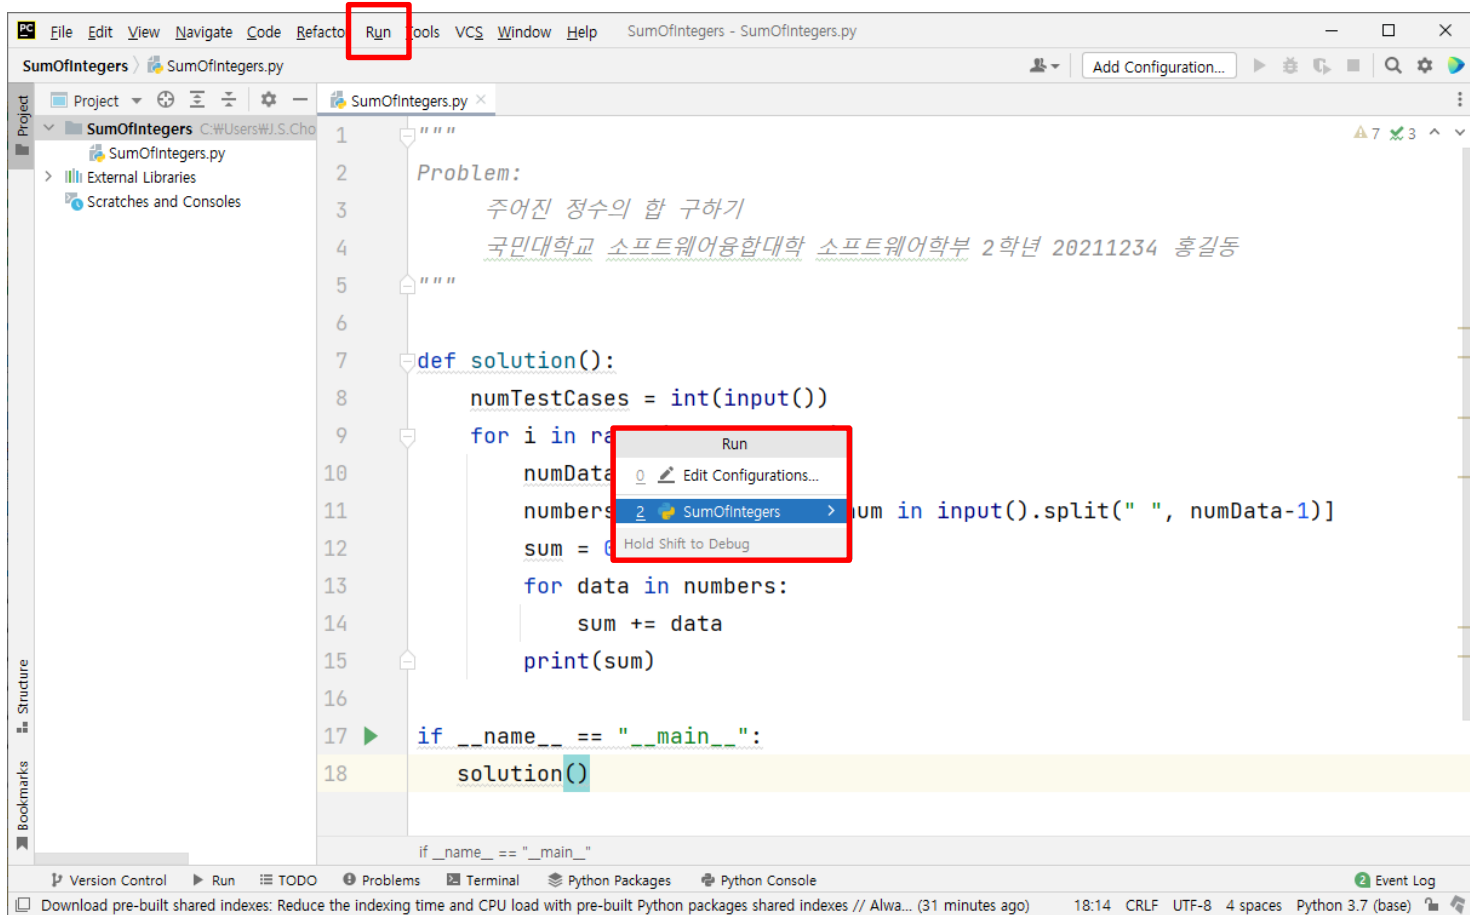 PC File Edit View Navigate Code Refactor Run Tools VCS Window Help SumOfIntegers - SumOfIntegers.py
SumOfIntegers SumOfIntegers.py Add Configuration...
Project SumOfIntegers.py
Project
SumOfIntegers C:₩Users₩J.S.Cho
SumOfIntegers.py
External Libraries
Scratches and Consoles
7 3
1 """
2 Problem:
3 주어진 정수의 합 구하기
4 국민대학교 소프트웨어융합대학 소프트웨어학부 2학년 20211234 홍길동
5 """
6
7 def solution():
8 numTestCases = int(input())
9 for i in ra
10 numData
11 numbers num in input().split(" ", numData-1)]
12 sum = 0
13 for data in numbers:
14 sum += data
15 print(sum)
16
17 if __name__ == "__main__":
18 solution()
Run
0 Edit Configurations...
2 SumOfIntegers
Hold Shift to Debug
Structure
Bookmarks
if __name__ == "__main__"
Version Control Run TODO Problems Terminal Python Packages Python Console 2 Event Log
Download pre-built shared indexes: Reduce the indexing time and CPU load with pre-built Python packages shared indexes // Alwa... (31 minutes ago) 18:14 CRLF UTF-8 4 spaces Python 3.7 (base)